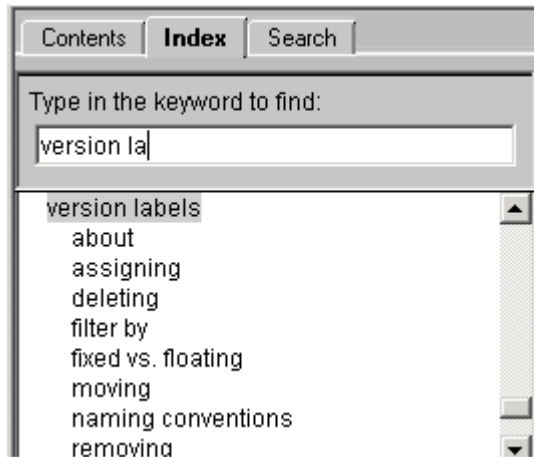 Contents Index Search
Type in the keyword to find:
version la
version labels
about
assigning
deleting
filter by
fixed vs. floating
moving
naming conventions
removing